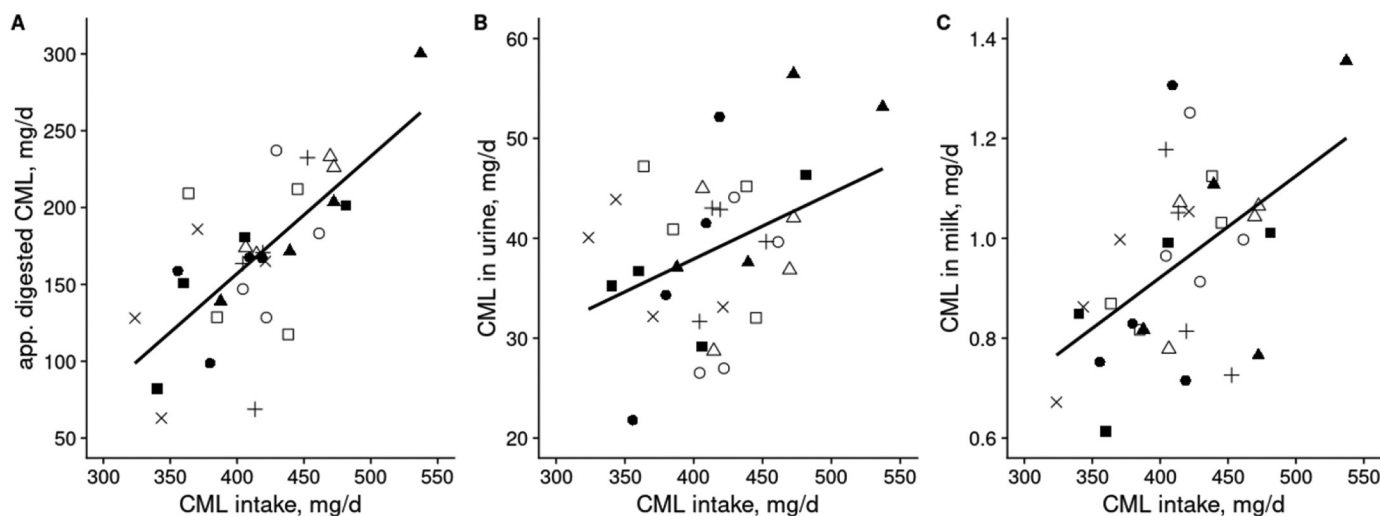 A
app. digested CML, mg/d
300
250
200
150
100
50
300 350 400 450 500 550
CML intake, mg/d
B
CML in urine, mg/d
60
50
40
30
20
300 350 400 450 500 550
CML intake, mg/d
C
CML in milk, mg/d
1.4
1.2
1.0
0.8
0.6
300 350 400 450 500 550
CML intake, mg/d